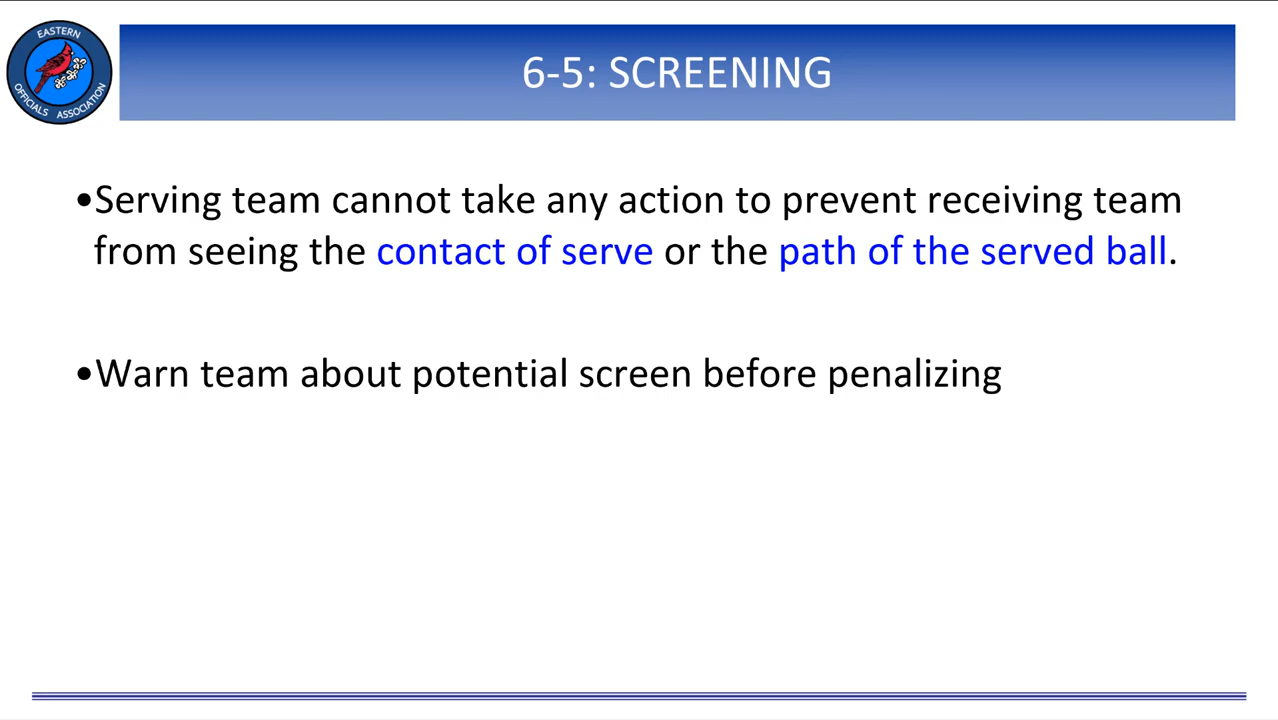 EASTERN
OFFICIALS ASSOCIATION
6-5: SCREENING
•Serving team cannot take any action to prevent receiving team
from seeing the contact of serve or the path of the served ball.
•Warn team about potential screen before penalizing